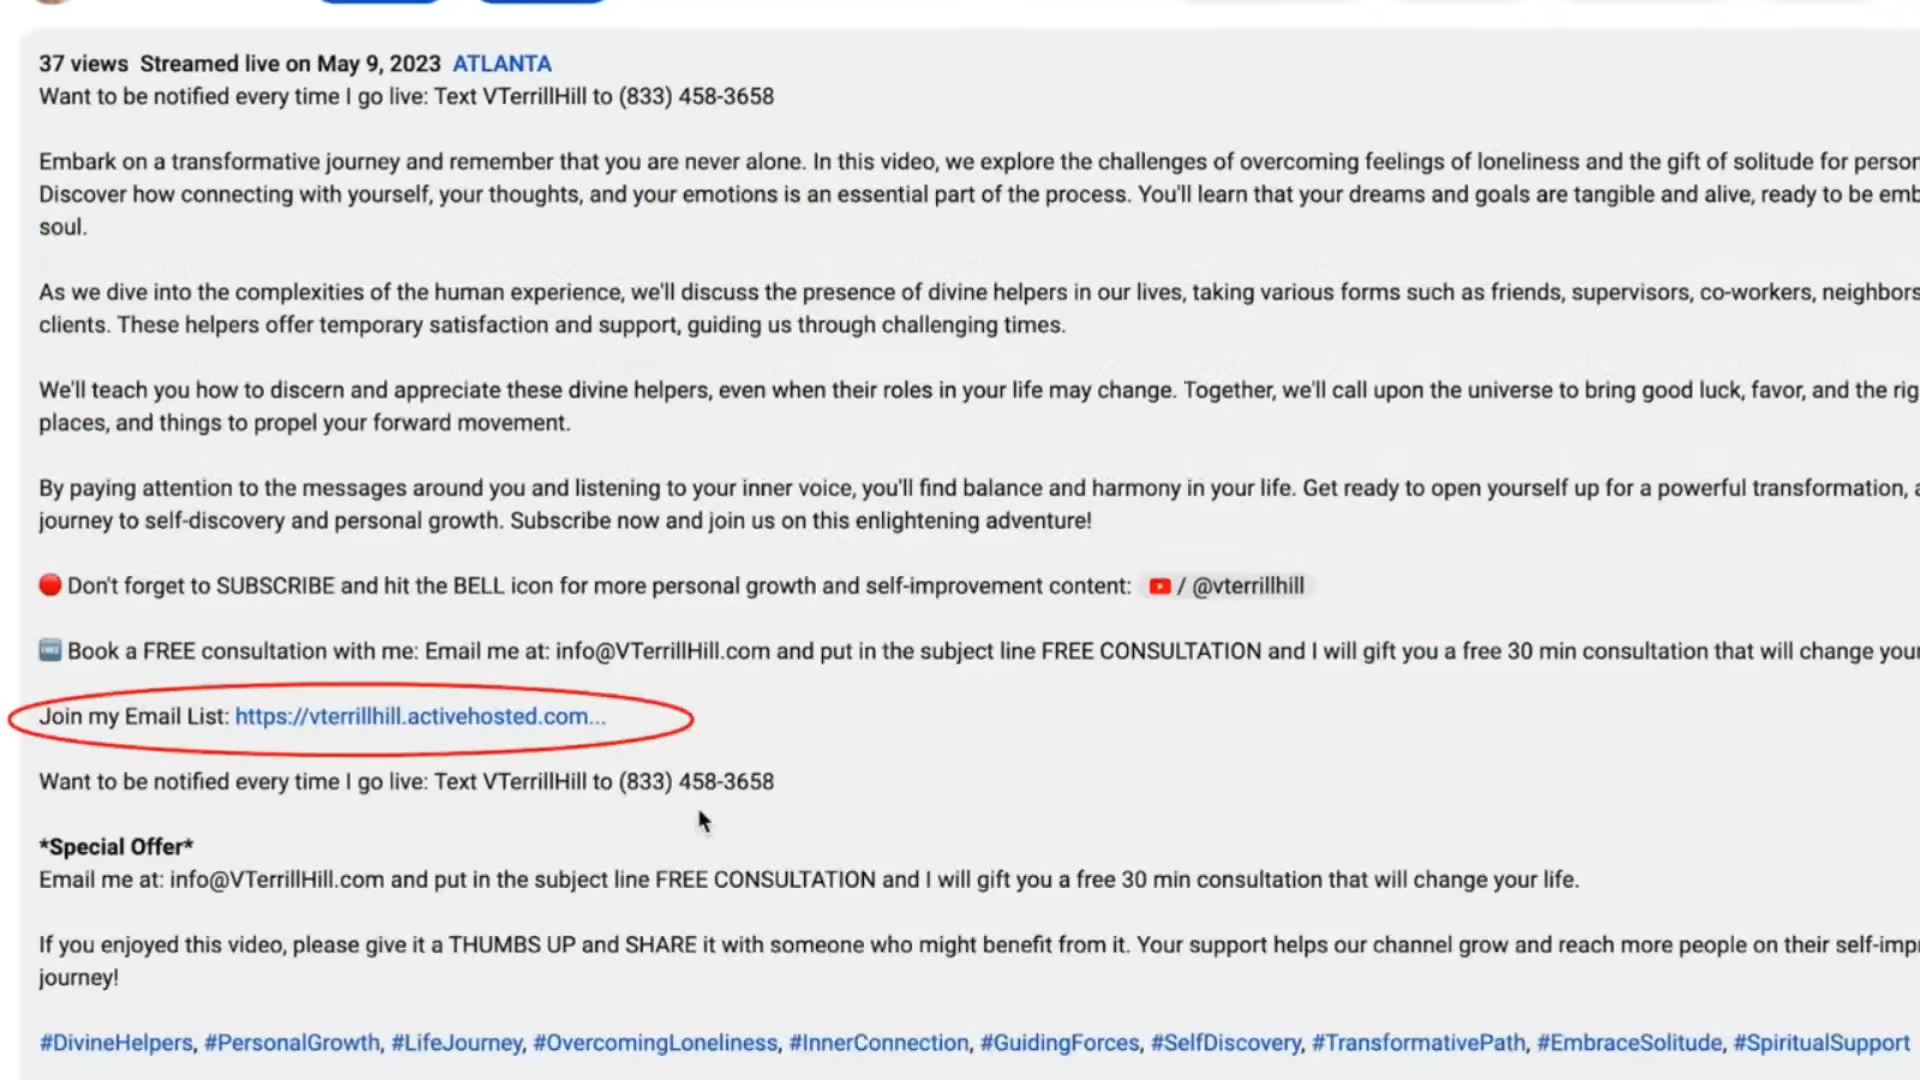 37 views Streamed live on May 9, 2023 ATLANTA
Want to be notified every time I go live: Text VTerrillHill to (833) 458-3658
Embark on a transformative journey and remember that you are never alone. In this video, we explore the challenges of overcoming feelings of loneliness and the gift of solitude for
Discover how connecting with yourself, your thoughts, and your emotions is an essential part of the process. You'll learn that your dreams and goals are tangible and alive, ready to be
soul.
As we dive into the complexities of the human experience, we'll discuss the presence of divine helpers in our lives, taking various forms such as friends, supervisors, co-workers, neighbors
clients. These helpers offer temporary satisfaction and support, guiding us through challenging times.
We'll teach you how to discern and appreciate these divine helpers, even when their roles in your life may change. Together, we'll call upon the universe to bring good luck, favor, and the
places, and things to propel your forward movement.
By paying attention to the messages around you and listening to your inner voice, you'll find balance and harmony in your life. Get ready to open yourself up for a powerful transformation,
journey to self-discovery and personal growth. Subscribe now and join us on this enlightening adventure!
🔴 Don't forget to SUBSCRIBE and hit the BELL icon for more personal growth and self-improvement content: / @vterrillhill
🆓 Book a FREE consultation with me: Email me at: info@VTerrillHill.com and put in the subject line FREE CONSULTATION and I will gift you a free 30 min consultation that will change
Join my Email List: https://vterrillhill.activehosted.com...
Want to be notified every time I go live: Text VTerrillHill to (833) 458-3658
*Special Offer*
Email me at: info@VTerrillHill.com and put in the subject line FREE CONSULTATION and I will gift you a free 30 min consultation that will change your life.
If you enjoyed this video, please give it a THUMBS UP and SHARE it with someone who might benefit from it. Your support helps our channel grow and reach more people on their
journey!
#DivineHelpers, #PersonalGrowth, #LifeJourney, #OvercomingLoneliness, #InnerConnection, #GuidingForces, #SelfDiscovery, #TransformativePath, #EmbraceSolitude, #SpiritualSupport